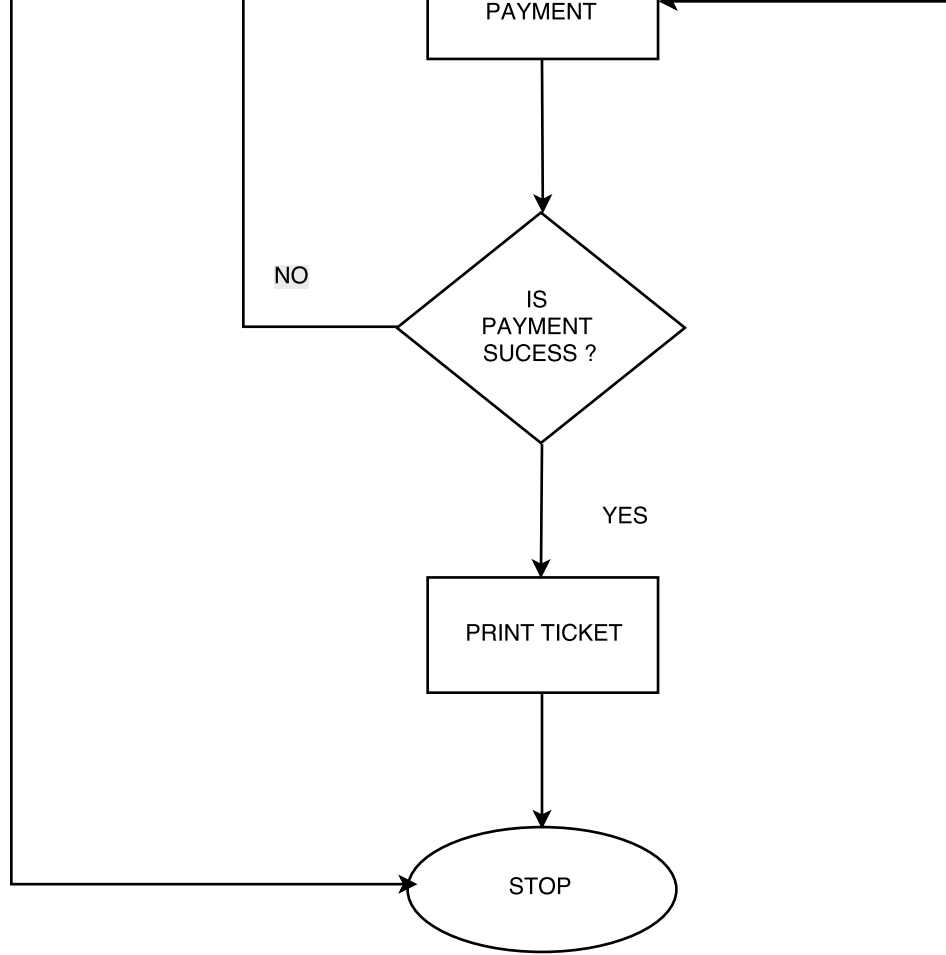 PAYMENT
NO
IS
PAYMENT
SUCESS ?
YES
PRINT TICKET
STOP